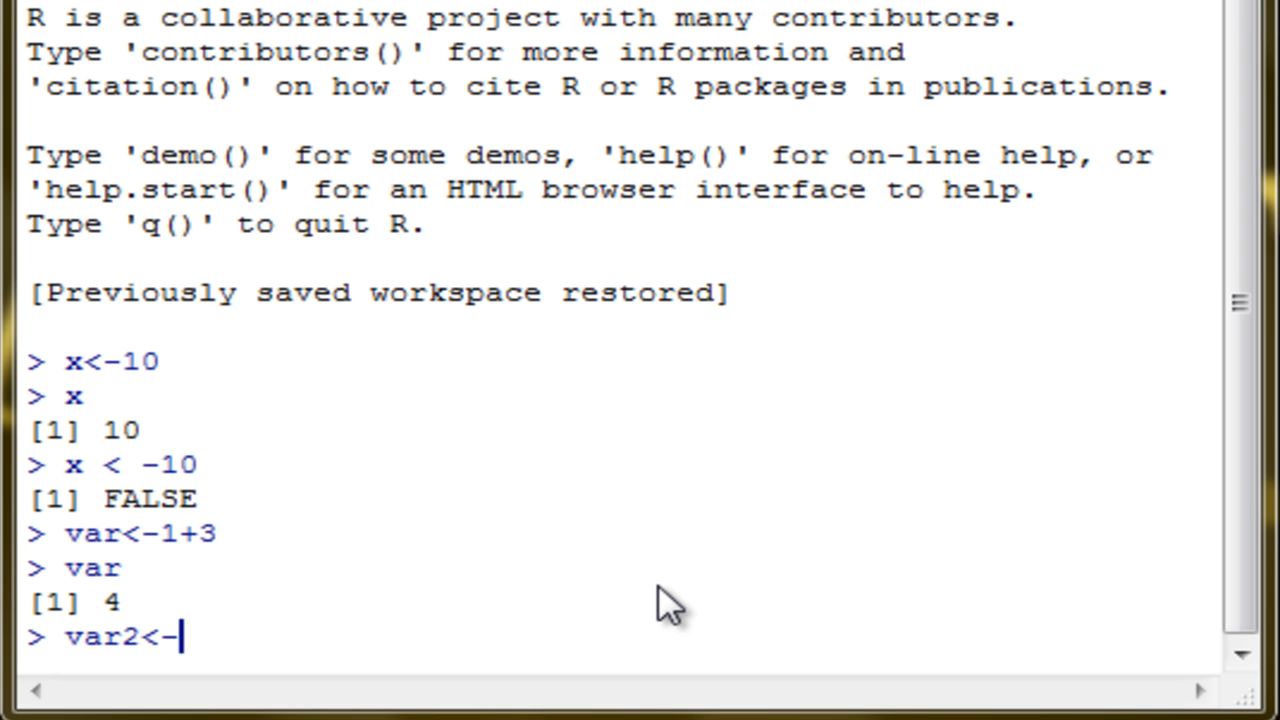 R is a collaborative project with many contributors.
Type 'contributors()' for more information and
'citation()' on how to cite R or R packages in publications.
Type 'demo()' for some demos, 'help()' for on-line help, or
'help.start()' for an HTML browser interface to help.
Type 'q()' to quit R.
[Previously saved workspace restored]
> x<-10
> x
[1] 10
> x < -10
[1] FALSE
> var<-1+3
> var
[1] 4
> var2<-